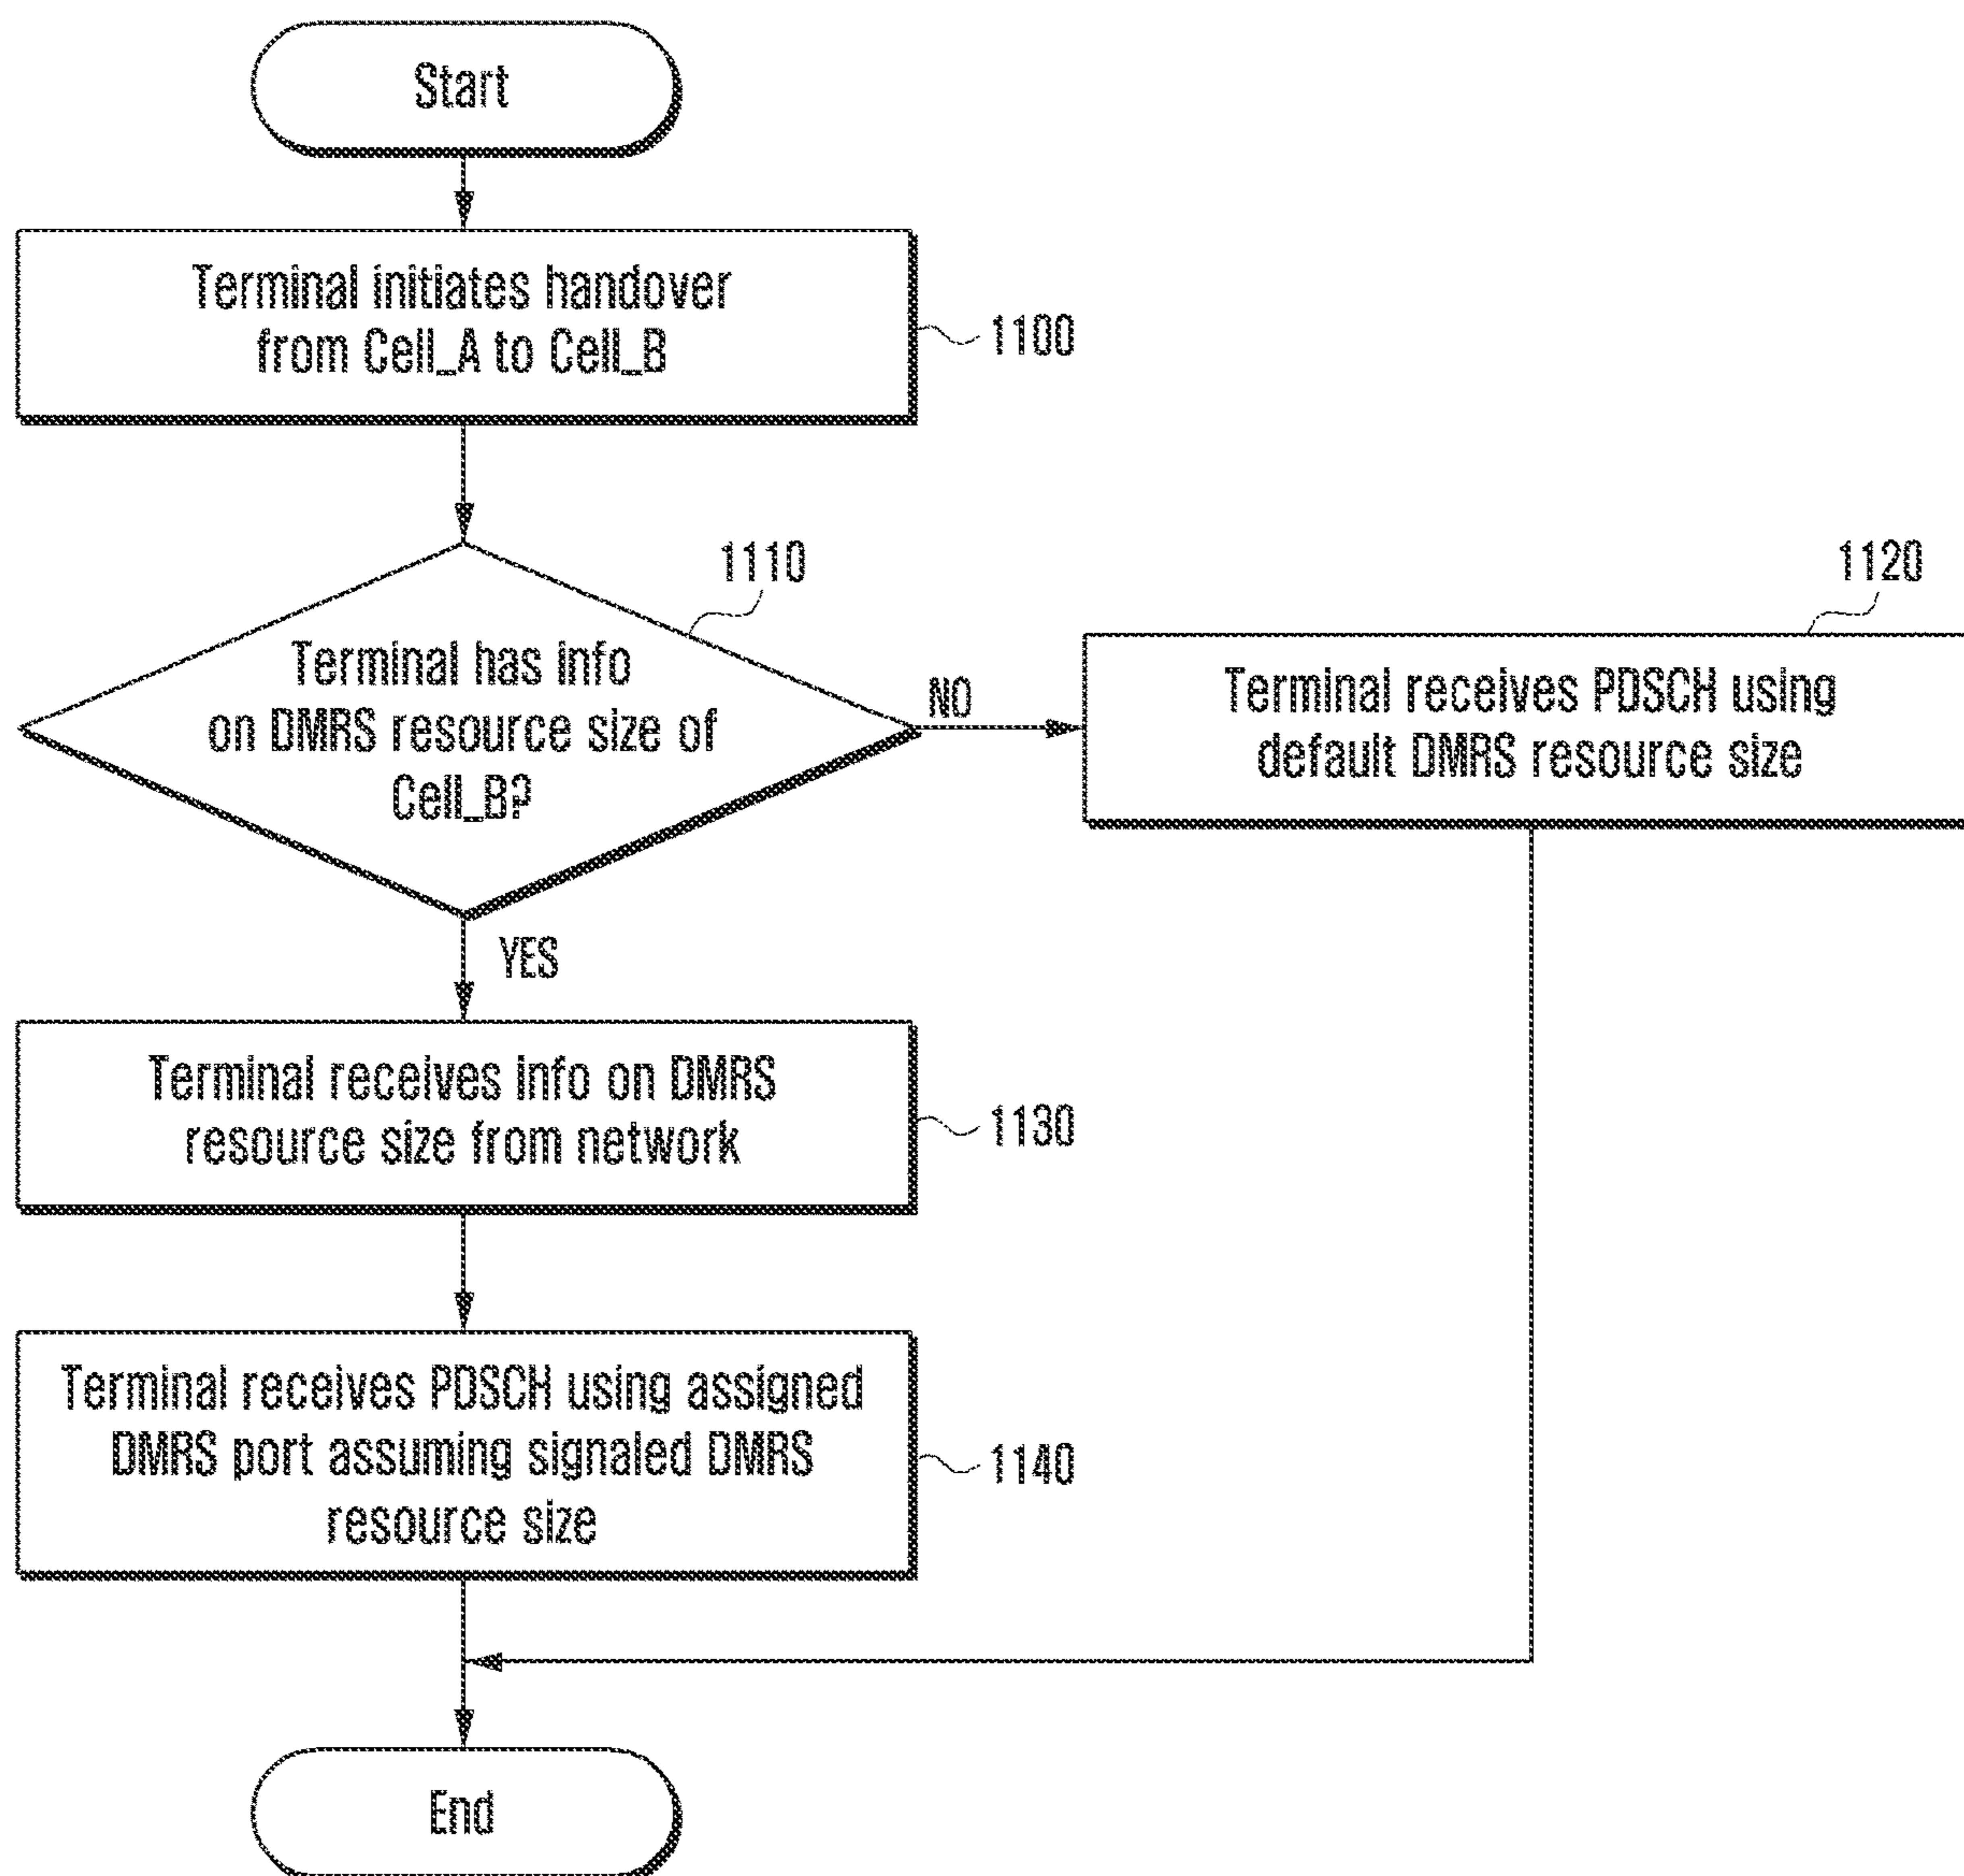 Start
Terminal initiates handover
from Cell_A to Cell_B
1100
1110
Terminal has info
on DMRS resource size of
Cell_B?
NO
1120
Terminal receives PDSCH using
default DMRS resource size
YES
Terminal receives info on DMRS
resource size from network
1130
Terminal receives PDSCH using assigned
DMRS port assuming signaled DMRS
resource size
1140
End